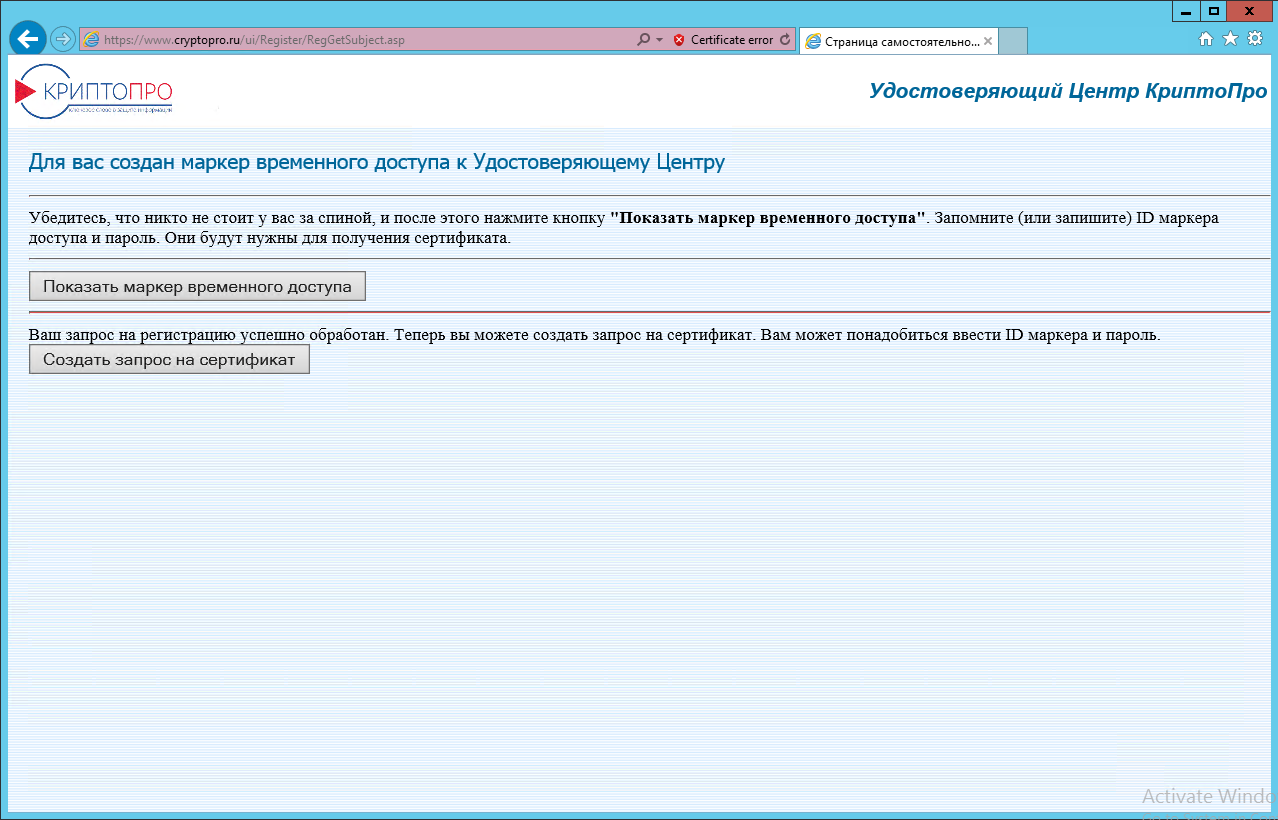 https://www.cryptopro.ru/ui/Register/RegGetSubject.asp
Certificate error
Страница самостоятельно...
КРИПТОПРО
ключевое слово в защите информации
Удостоверяющий Центр КриптоПро
Для вас создан маркер временного доступа к Удостоверяющему Центру
Убедитесь, что никто не стоит у вас за спиной, и после этого нажмите кнопку "Показать маркер временного доступа". Запомните (или запишите) ID маркера
доступа и пароль. Они будут нужны для получения сертификата.
Показать маркер временного доступа
Ваш запрос на регистрацию успешно обработан. Теперь вы можете создать запрос на сертификат. Вам может понадобиться ввести ID маркера и пароль.
Создать запрос на сертификат
Activate Windo